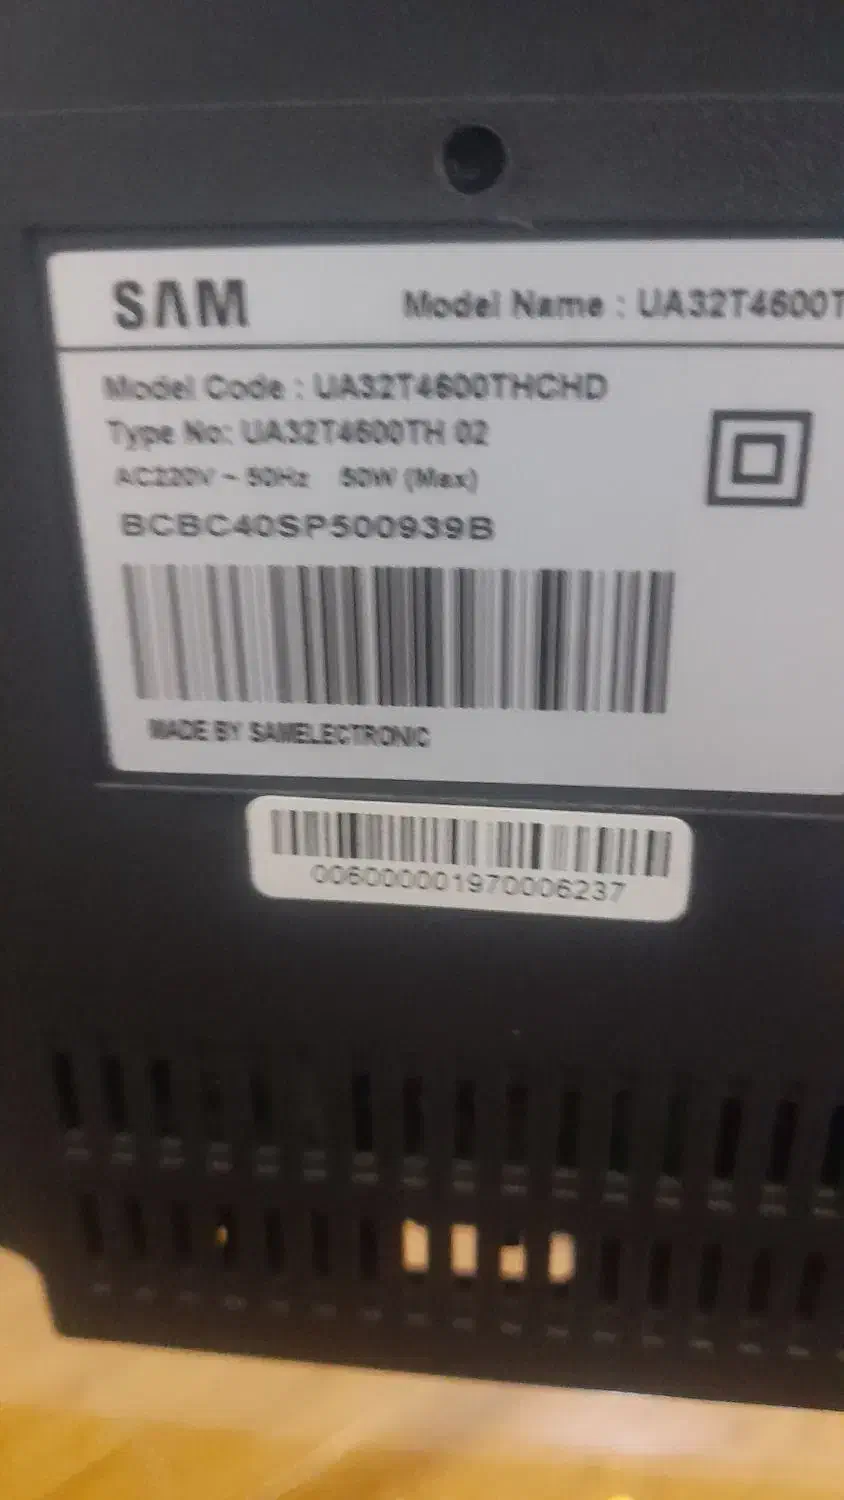 SAM
Model Name : UA32T4600T
Model Code : UA32T4600THCHD
Type No: UA32T4600TH 02
AC220V ~ 50Hz 50W (Max)
BCBC40SP500939B
MADE BY SAMELECTRONIC
006000001970006237